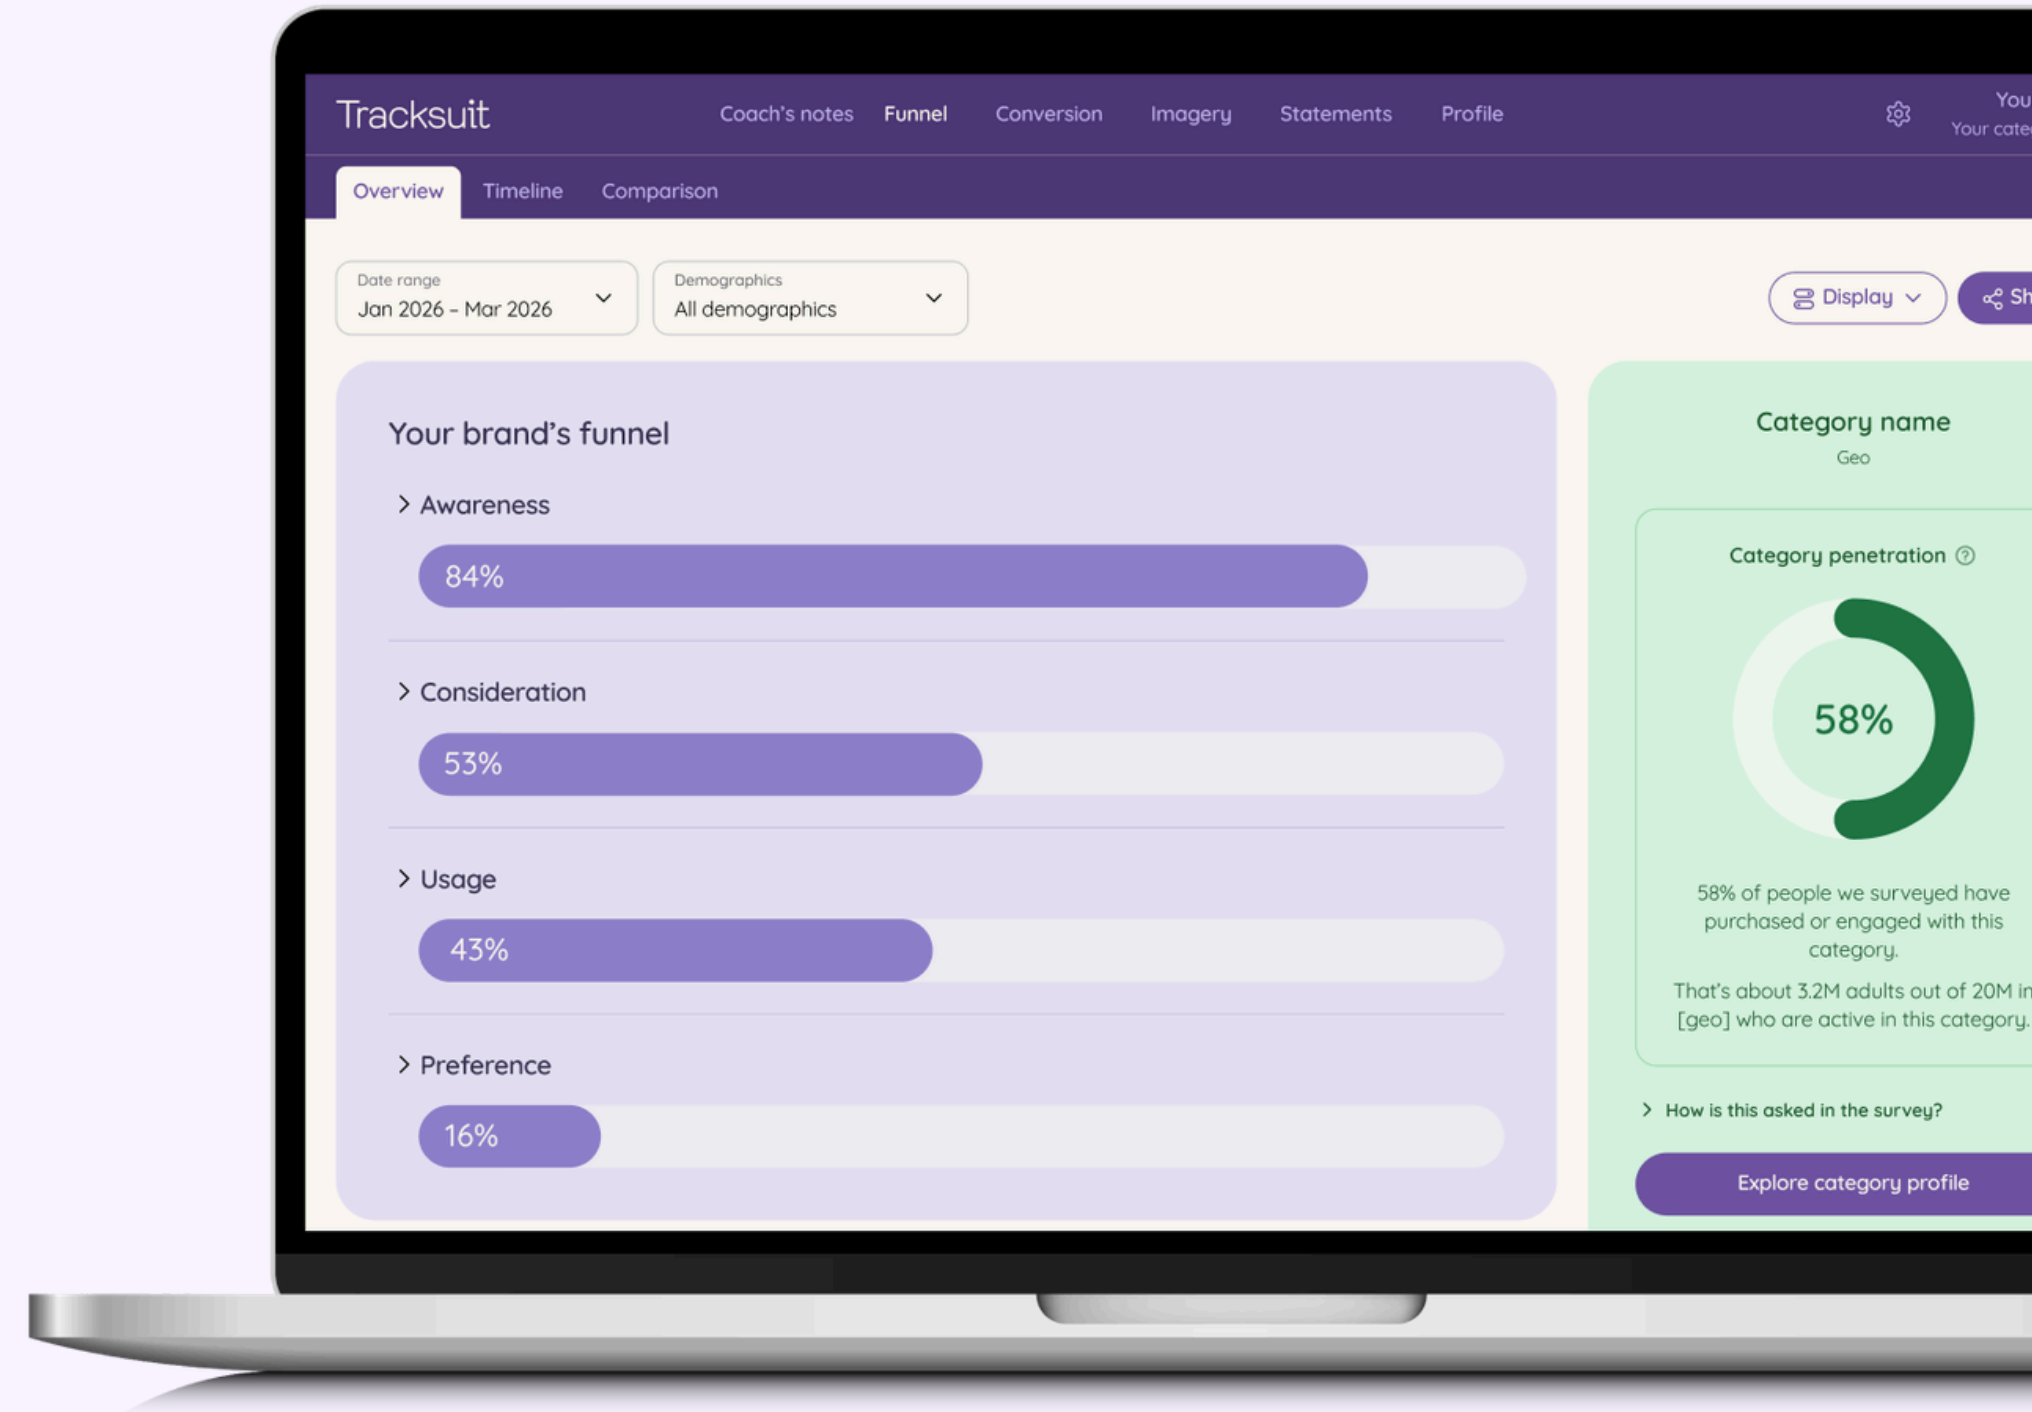 Tracksuit
Coach's notes Funnel Conversion Imagery Statements Profile
You
Your cate
Overview Timeline Comparison
Date range
Jan 2026 – Mar 2026
Demographics
All demographics
Display
Sh
Your brand's funnel
Awareness
84%
Consideration
53%
Usage
43%
Preference
16%
Category name
Geo
Category penetration ?
58%
58% of people we surveyed have
purchased or engaged with this
category.
That's about 3.2M adults out of 20M in
[geo] who are active in this category.
How is this asked in the survey?
Explore category profile